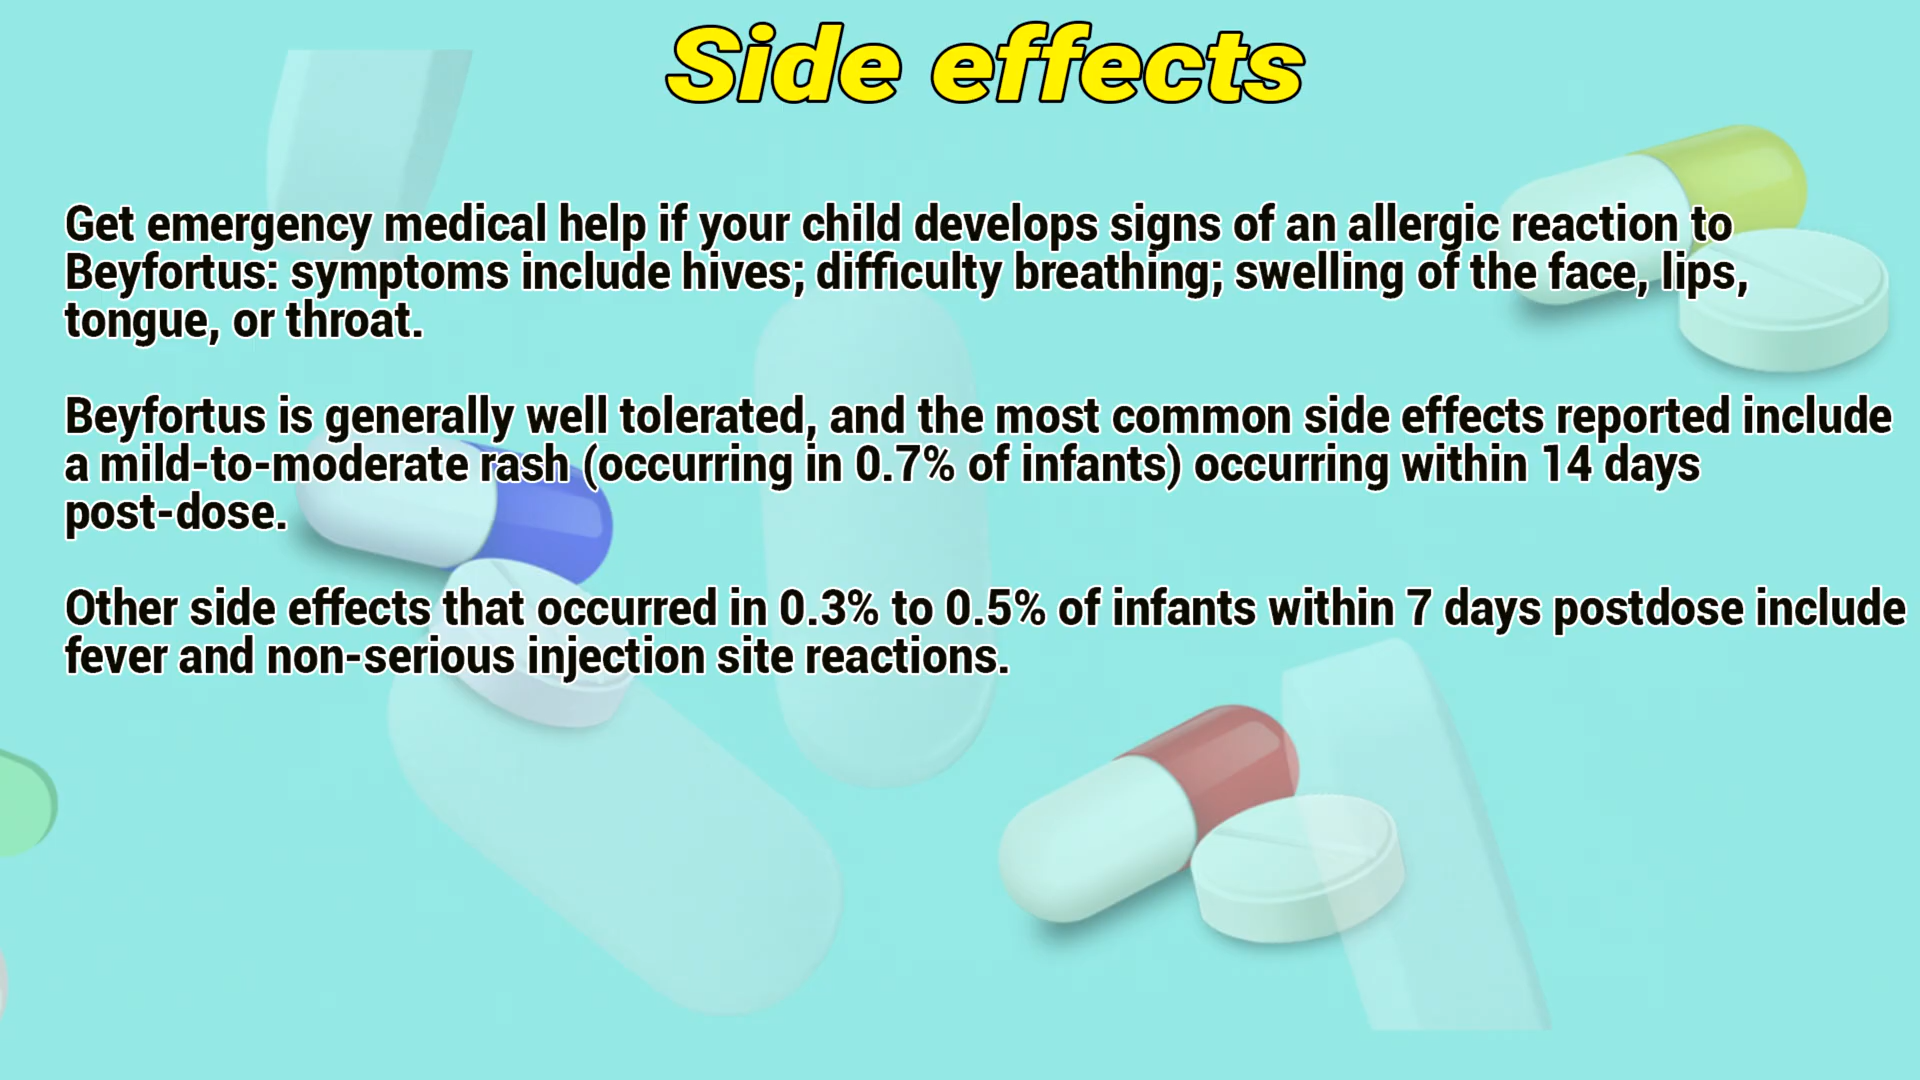 Side effects
Get emergency medical help if your child develops signs of an allergic reaction to
Beyfortus: symptoms include hives; difficulty breathing; swelling of the face, lips,
tongue, or throat.
Beyfortus is generally well tolerated, and the most common side effects reported include
a mild-to-moderate rash (occurring in 0.7% of infants) occurring within 14 days
post-dose.
Other side effects that occurred in 0.3% to 0.5% of infants within 7 days postdose include
fever and non-serious injection site reactions.